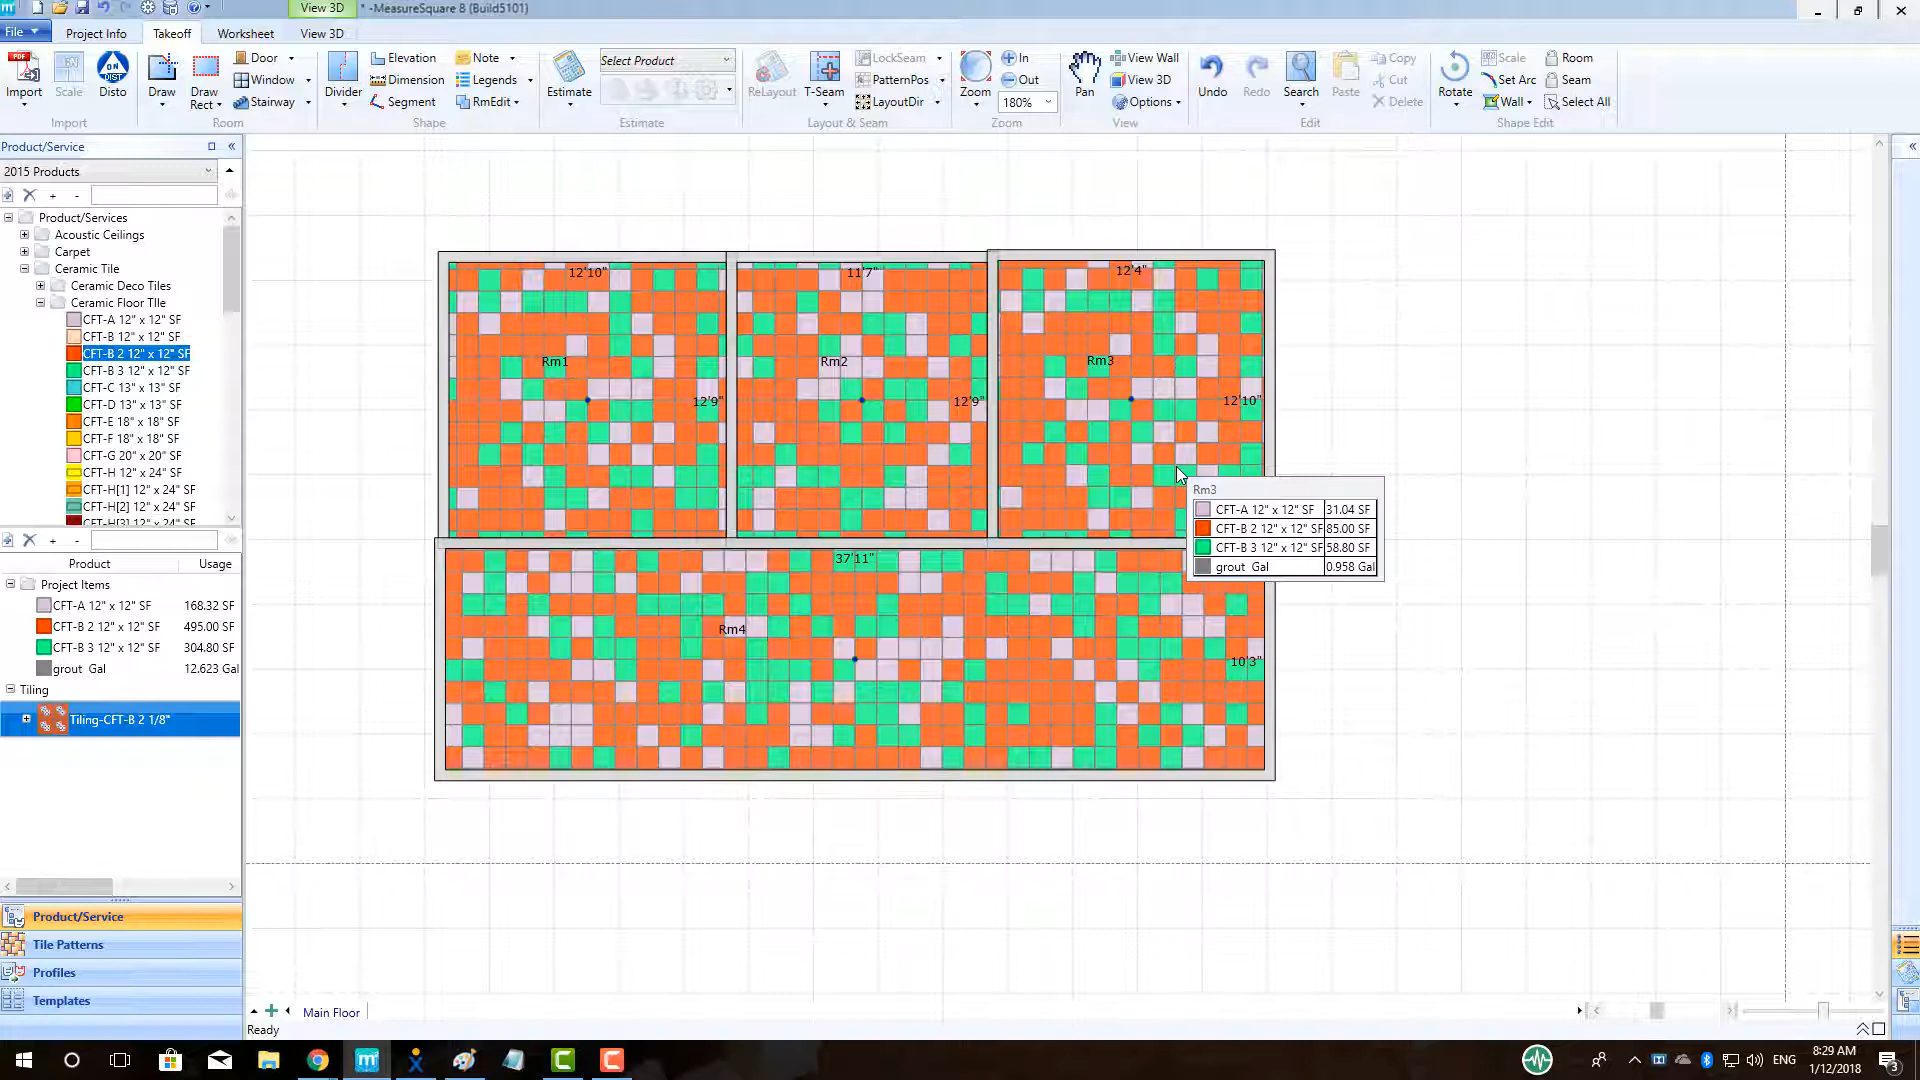 View 3D
* -MeasureSquare 8 (Build5101)
File
Project Info
Takeoff
Worksheet
View 3D
Import
Scale
ON
DIST
Disto
Import
Draw
Draw
Rect
Door
Window
Stairway
Room
Divider
Elevation
Dimension
Segment
Note
Legends
RmEdit
Shape
Estimate
Select Product
Estimate
ReLayout
T-Seam
LockSeam
PatternPos
LayoutDir
Layout & Seam
Zoom
In
Out
180%
Zoom
Pan
View Wall
View 3D
Options
View
Undo
Redo
Search
Paste
Copy
Cut
Delete
Edit
Rotate
Scale
Set Arc
Wall
Room
Seam
Select All
Shape Edit
Product/Service
2015 Products
+ -
Product/Services
Acoustic Ceilings
Carpet
Ceramic Tile
Ceramic Deco Tiles
Ceramic Floor TIle
CFT-A 12" x 12" SF
CFT-B 12" x 12" SF
CFT-B 2 12" x 12" SF
CFT-B 3 12" x 12" SF
CFT-C 13" x 13" SF
CFT-D 13" x 13" SF
CFT-E 18" x 18" SF
CFT-F 18" x 18" SF
CFT-G 20" x 20" SF
CFT-H 12" x 24" SF
CFT-H[1] 12" x 24" SF
CFT-H[2] 12" x 24" SF
CFT-H[3] 12" x 24" SF
+ -
Product Usage
Project Items
CFT-A 12" x 12" SF 168.32 SF
CFT-B 2 12" x 12" SF 495.00 SF
CFT-B 3 12" x 12" SF 304.80 SF
grout Gal 12.623 Gal
Tiling
Tiling-CFT-B 2 1/8"
Product/Service
Tile Patterns
Profiles
Templates
12'10"
11'7"
12'4"
Rm1
Rm2
Rm3
12'9"
12'9"
12'10"
37'11"
Rm4
10'3"
Rm3
CFT-A 12" x 12" SF 31.04 SF
CFT-B 2 12" x 12" SF 85.00 SF
CFT-B 3 12" x 12" SF 58.80 SF
grout Gal 0.958 Gal
Main Floor
Ready
ENG
8:29 AM
1/12/2018
3